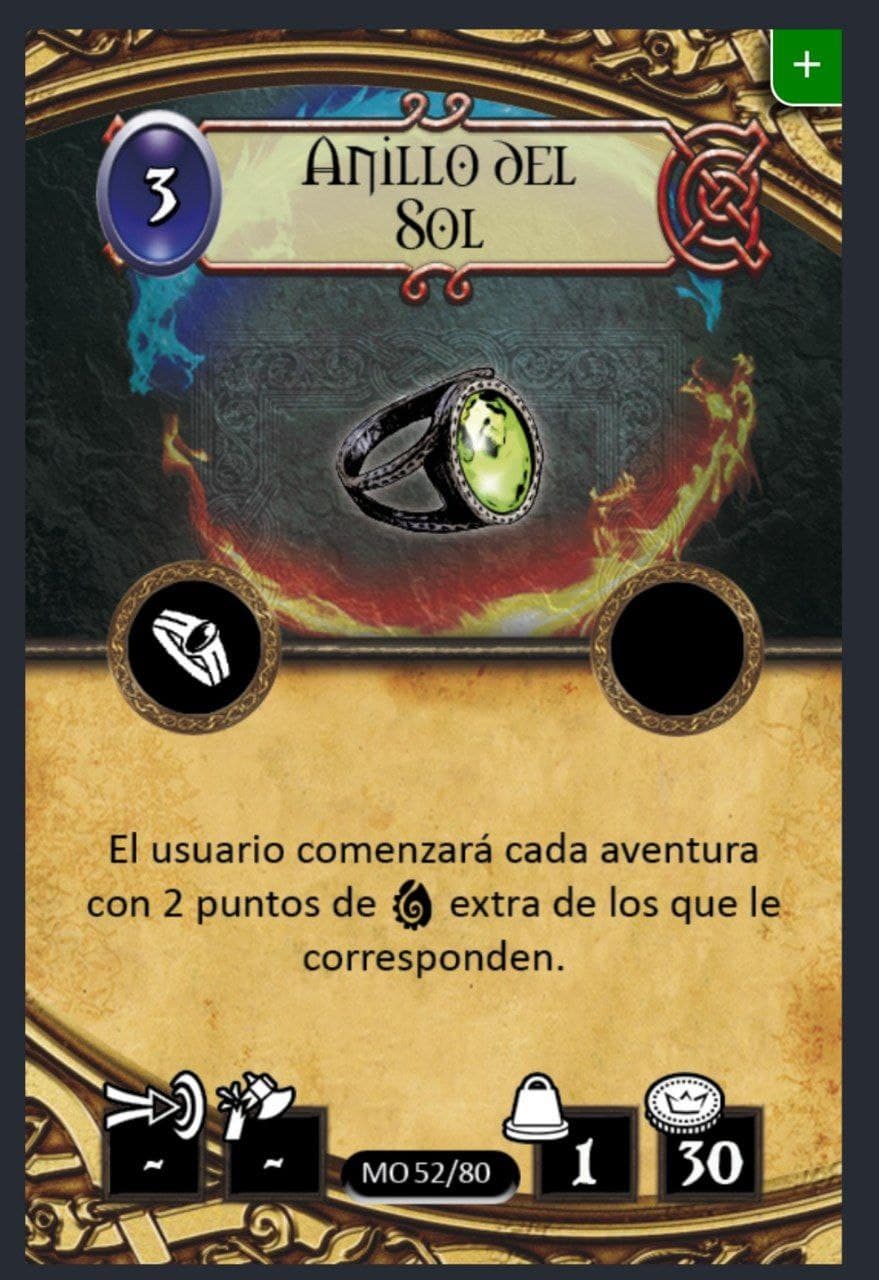 +
3
Anillo del
Sol
El usuario comenzará cada aventura
con 2 puntos de extra de los que le
corresponden.
~
~
MO 52/80
1
30